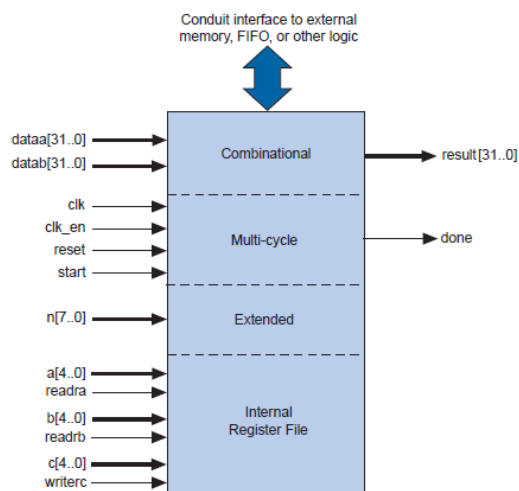 Conduit interface to external
memory, FIFO, or other logic
dataa[31..0]
datab[31..0]
Combinational
result[31..0]
clk
clk_en
reset
start
Multi-cycle
done
n[7..0]
Extended
a[4..0]
readra
b[4..0]
readrb
c[4..0]
writerc
Internal
Register File